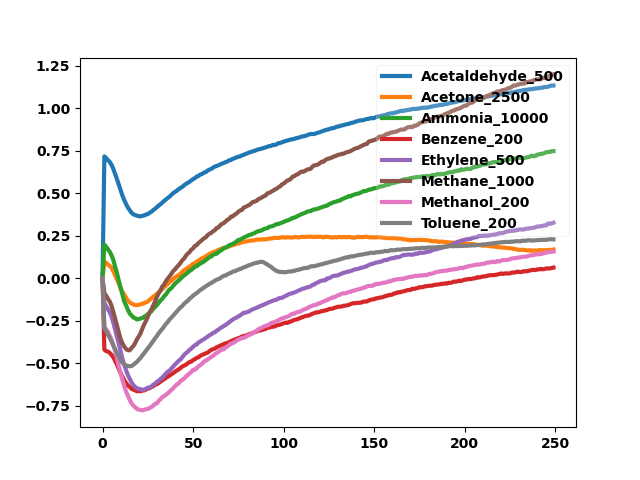 1.25
1.00
0.75
0.50
0.25
0.00
−0.25
−0.50
−0.75
0 50 100 150 200 250
Acetaldehyde_500
Acetone_2500
Ammonia_10000
Benzene_200
Ethylene_500
Methane_1000
Methanol_200
Toluene_200